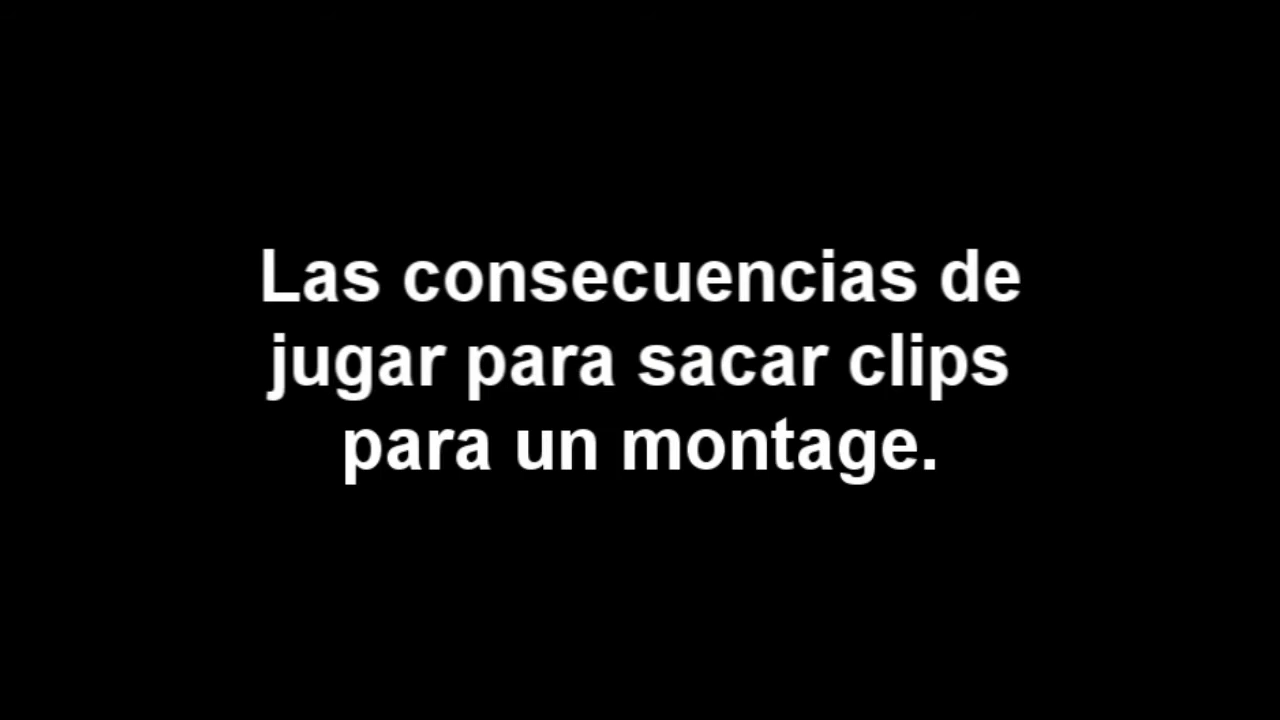 Las consecuencias de
jugar para sacar clips
para un montage.